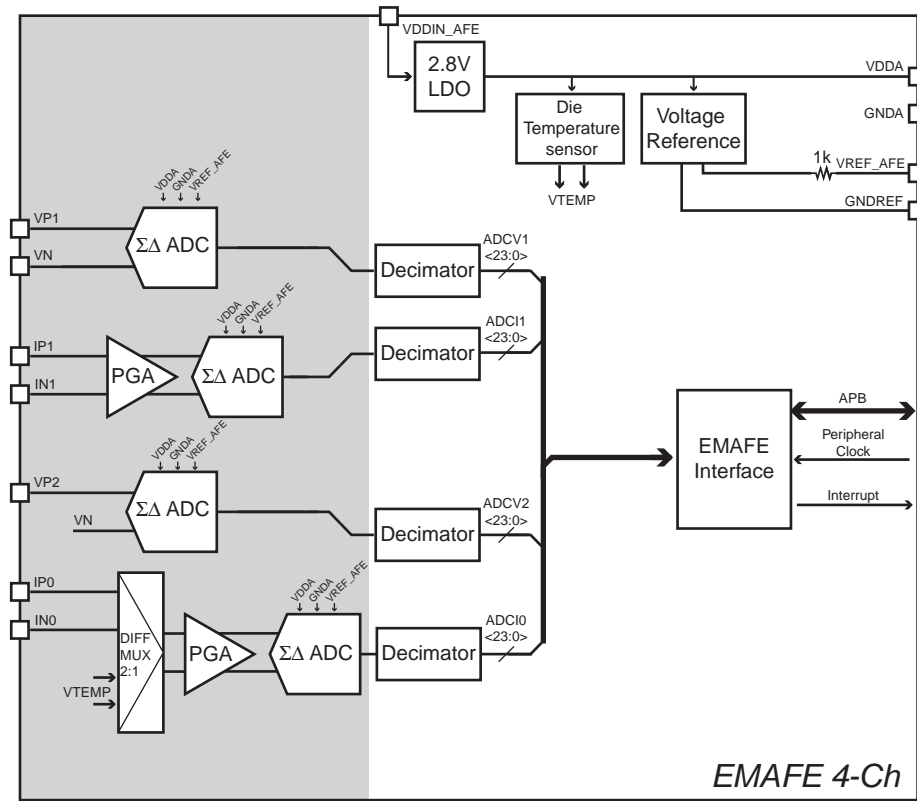 VDDIN_AFE
2.8V
LDO
VDDA
GNDA
Die
Temperature
sensor
Voltage
Reference
1k
VREF_AFE
GNDREF
VTEMP
VDDA
GNDA
VREF_AFE
VP1
VN
ΣΔ ADC
Decimator
ADCV1
<23:0>
VDDA
GNDA
VREF_AFE
IP1
IN1
PGA
ΣΔ ADC
Decimator
ADCI1
<23:0>
EMAFE
Interface
APB
Peripheral
Clock
Interrupt
VDDA
GNDA
VREF_AFE
VP2
VN
ΣΔ ADC
Decimator
ADCV2
<23:0>
VDDA
GNDA
VREF_AFE
IP0
IN0
DIFF
MUX
2:1
VTEMP
PGA
ΣΔ ADC
Decimator
ADCI0
<23:0>
EMAFE 4-Ch